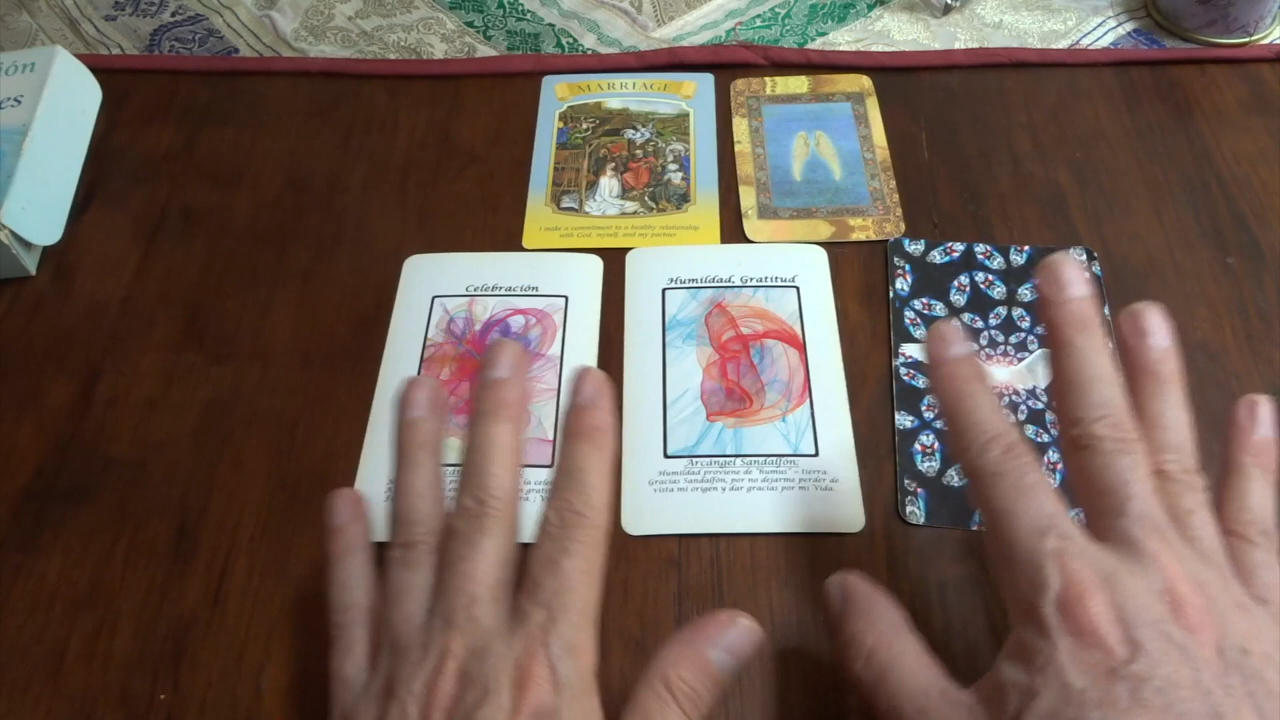 ión
es
MARRIAGE
I make a commitment to a healthy relationship
with God, myself, and my partner
Celebración
Humildad, Gratitud
Arcángel Sandalfón:
Humildad proviene de "humus" = tierra.
Gracias Sandalfón, por no dejarme perder de
vista mi origen y dar gracias por mi Vida.